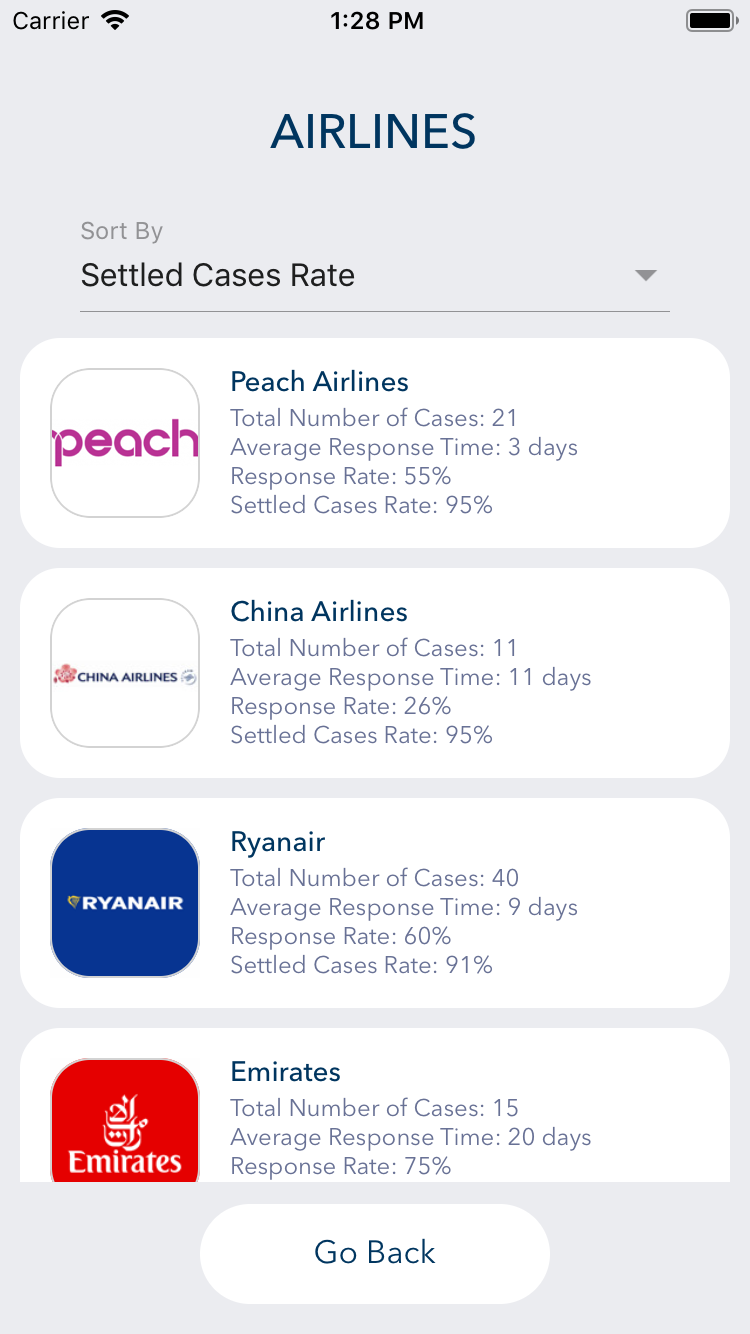 Carrier 1:28 PM
AIRLINES
Sort By
Settled Cases Rate
peach
Peach Airlines
Total Number of Cases: 21
Average Response Time: 3 days
Response Rate: 55%
Settled Cases Rate: 95%
CHINA AIRLINES
China Airlines
Total Number of Cases: 11
Average Response Time: 11 days
Response Rate: 26%
Settled Cases Rate: 95%
RYANAIR
Ryanair
Total Number of Cases: 40
Average Response Time: 9 days
Response Rate: 60%
Settled Cases Rate: 91%
Emirates
Emirates
Total Number of Cases: 15
Average Response Time: 20 days
Response Rate: 75%
Go Back